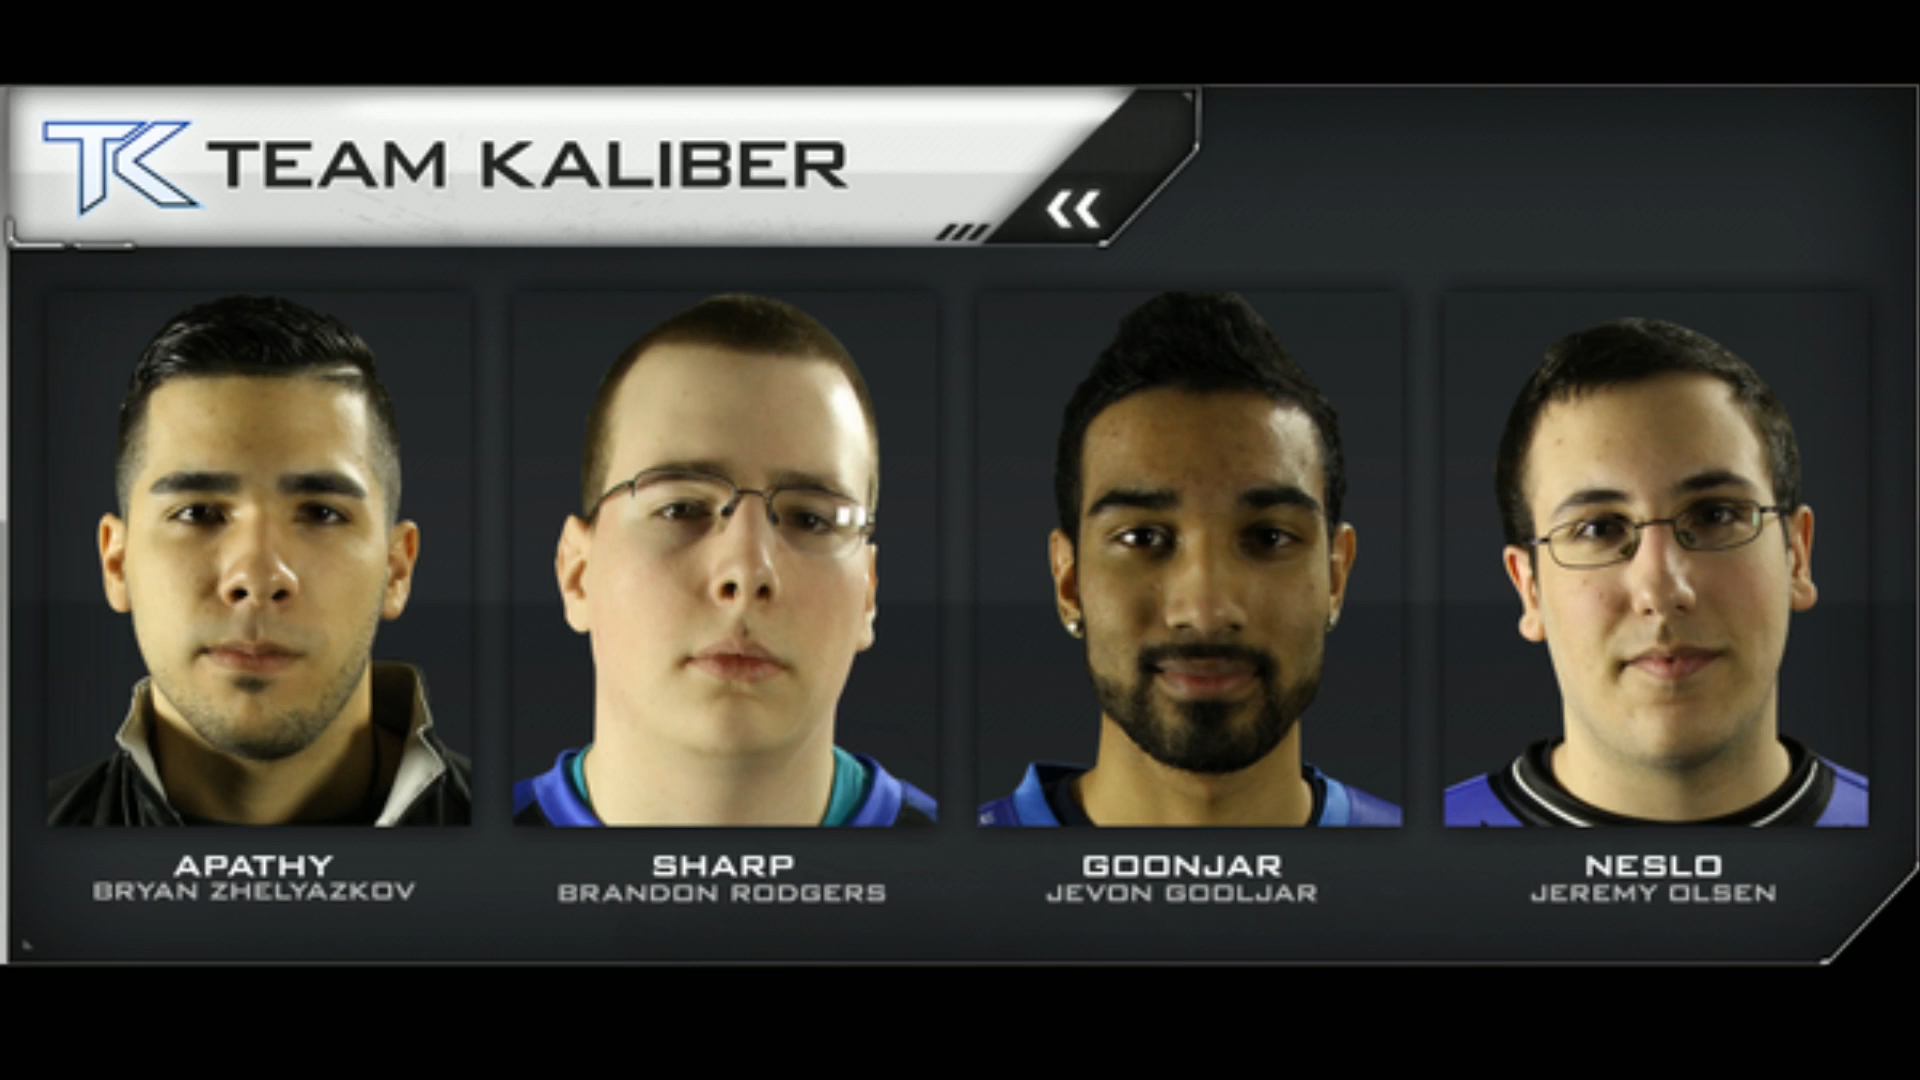 TK TEAM KALIBER
APATHY
BRYAN ZHELYAZKOV
SHARP
BRANDON RODGERS
GOONJAR
JEVON GOOLJAR
NESLO
JEREMY OLSEN